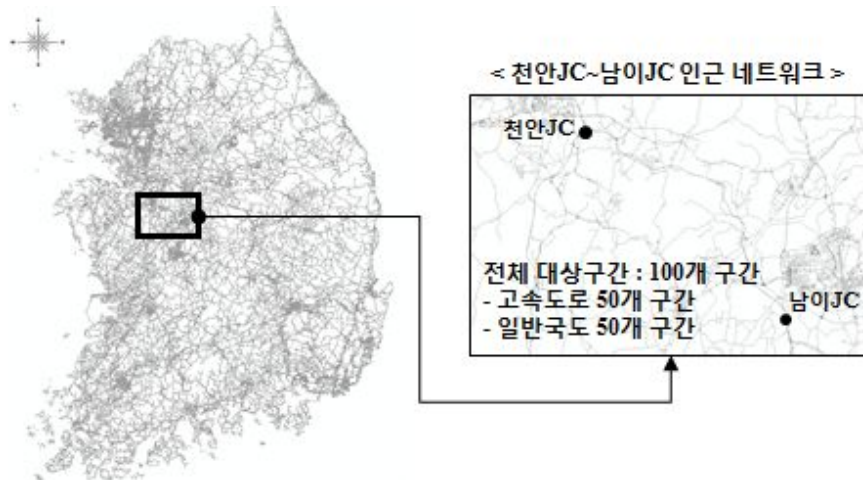 < 천안JC~남이JC 인근 네트워크 >
천안JC
전체 대상구간 : 100개 구간
- 고속도로 50개 구간
남이JC
- 일반국도 50개 구간